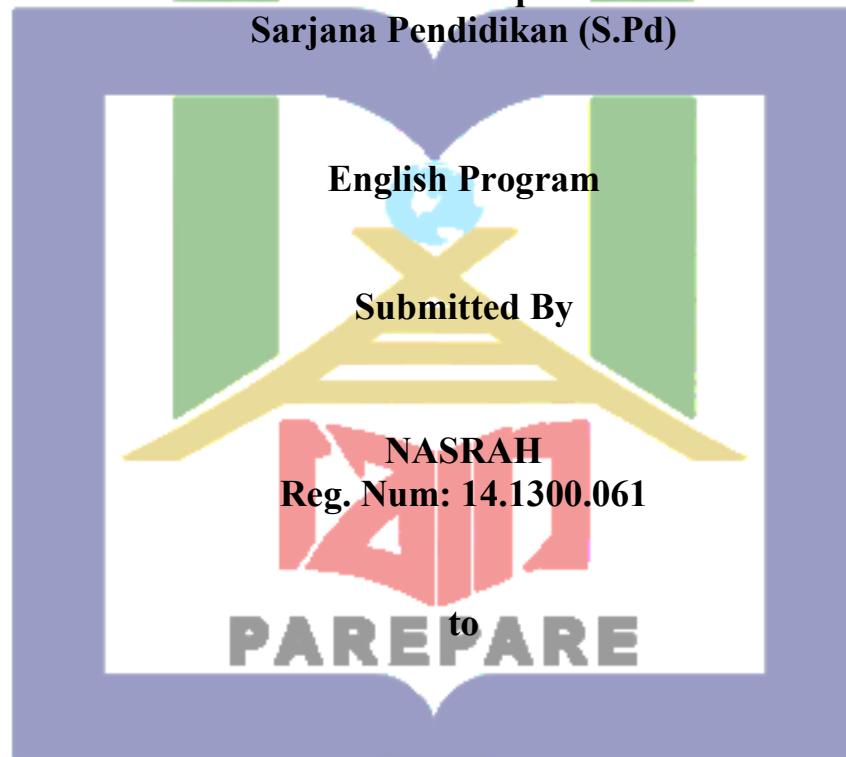 Sarjana Pendidikan (S.Pd)
English Program
Submitted By
NASRAH
Reg. Num: 14.1300.061
to
PAREPARE